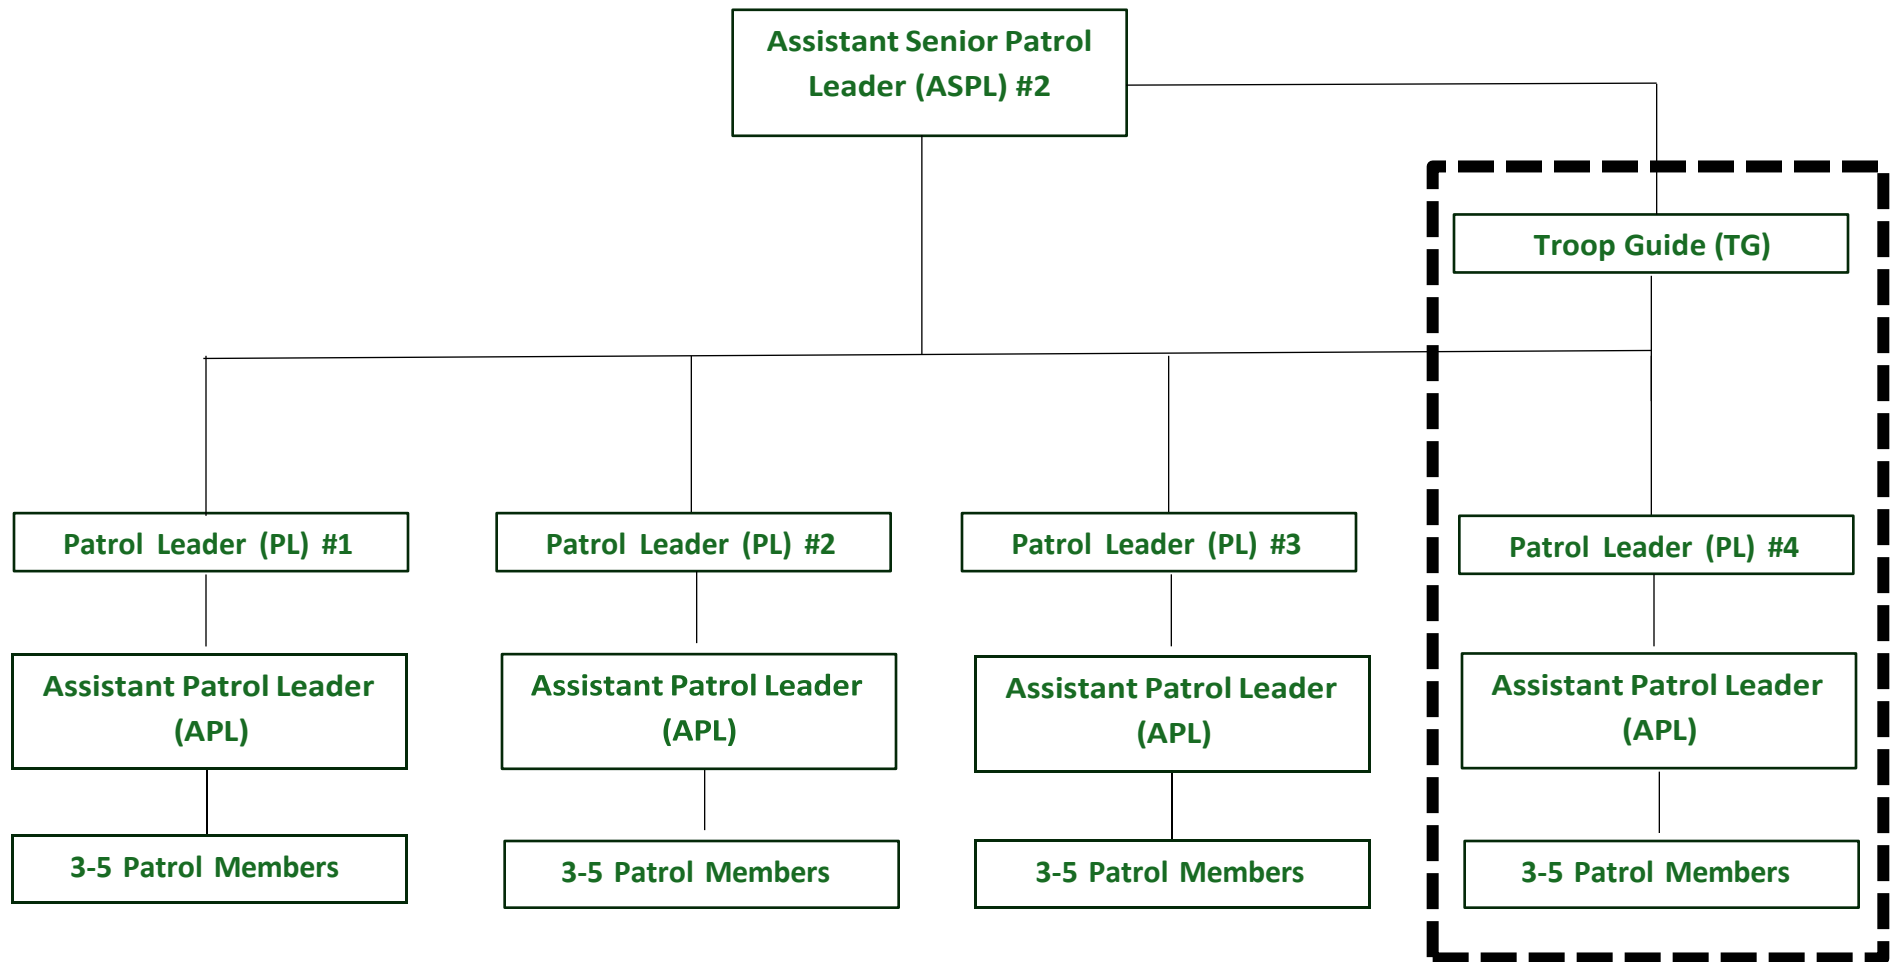 Assistant Senior Patrol
Leader (ASPL) #2
Troop Guide (TG)
Patrol Leader (PL) #1
Patrol Leader (PL) #2
Patrol Leader (PL) #3
Patrol Leader (PL) #4
Assistant Patrol Leader
(APL)
Assistant Patrol Leader
(APL)
Assistant Patrol Leader
(APL)
Assistant Patrol Leader
(APL)
3-5 Patrol Members
3-5 Patrol Members
3-5 Patrol Members
3-5 Patrol Members